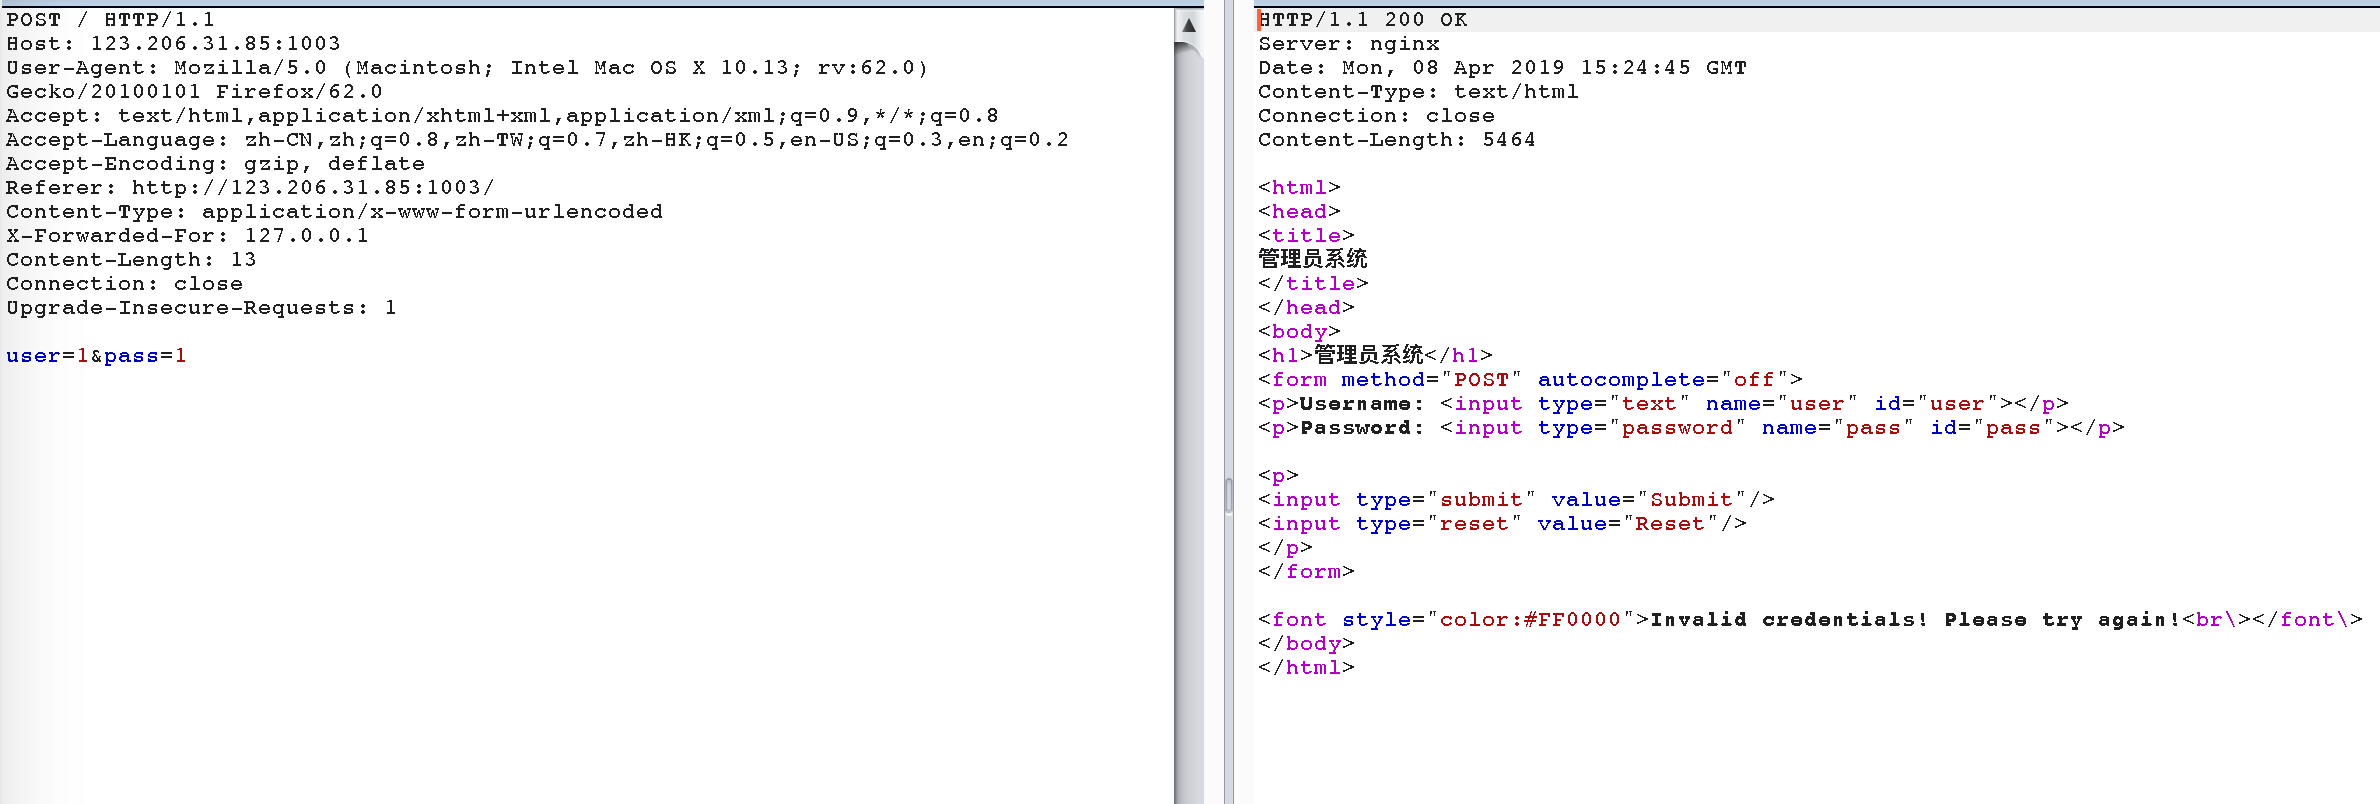 POST / HTTP/1.1
Host: 123.206.31.85:1003
User-Agent: Mozilla/5.0 (Macintosh; Intel Mac OS X 10.13; rv:62.0)
Gecko/20100101 Firefox/62.0
Accept: text/html,application/xhtml+xml,application/xml;q=0.9,*/*;q=0.8
Accept-Language: zh-CN,zh;q=0.8,zh-TW;q=0.7,zh-HK;q=0.5,en-US;q=0.3,en;q=0.2
Accept-Encoding: gzip, deflate
Referer: http://123.206.31.85:1003/
Content-Type: application/x-www-form-urlencoded
X-Forwarded-For: 127.0.0.1
Content-Length: 13
Connection: close
Upgrade-Insecure-Requests: 1
user=1&pass=1
HTTP/1.1 200 OK
Server: nginx
Date: Mon, 08 Apr 2019 15:24:45 GMT
Content-Type: text/html
Connection: close
Content-Length: 5464
<html>
<head>
<title>
管理员系统
</title>
</head>
<body>
<h1>管理员系统</h1>
<form method="POST" autocomplete="off">
<p>Username: <input type="text" name="user" id="user"></p>
<p>Password: <input type="password" name="pass" id="pass"></p>
<p>
<input type="submit" value="Submit"/>
<input type="reset" value="Reset"/>
</p>
</form>
<font style="color:#FF0000">Invalid credentials! Please try again!<br\></font\>
</body>
</html>